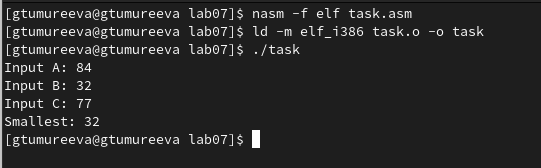 [gtumureeva@gtumureeva lab07]$ nasm -f elf task.asm
[gtumureeva@gtumureeva lab07]$ ld -m elf_i386 task.o -o task
[gtumureeva@gtumureeva lab07]$ ./task
Input A: 84
Input B: 32
Input C: 77
Smallest: 32
[gtumureeva@gtumureeva lab07]$